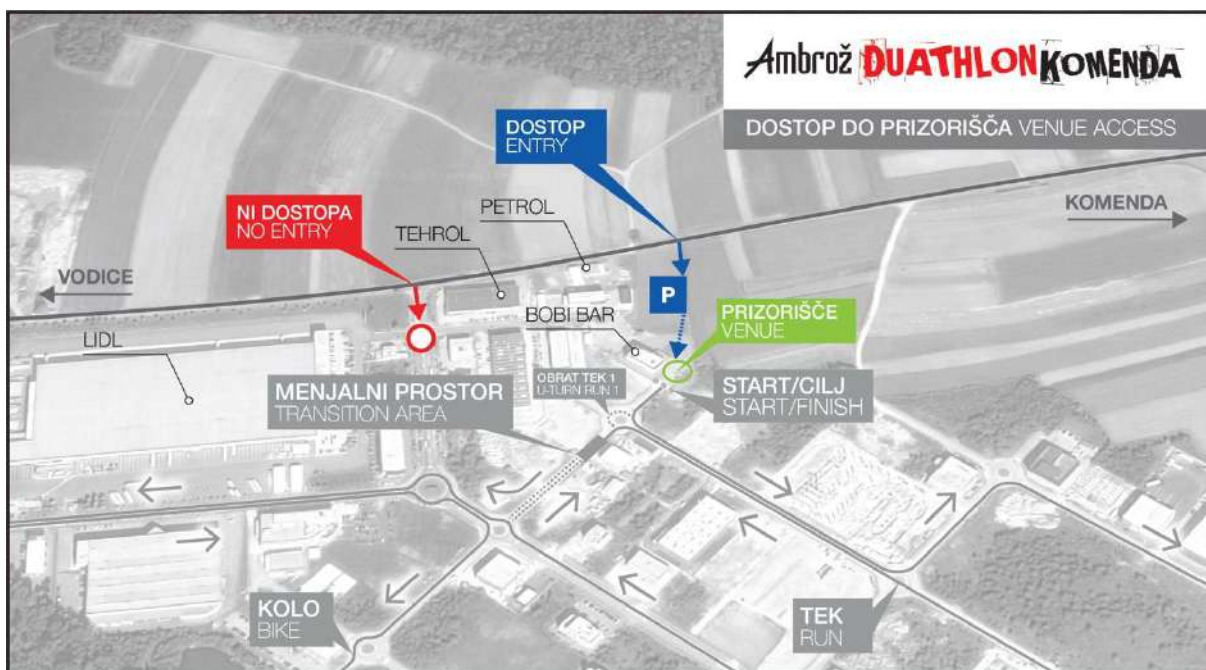 Ambrož DUATHLON KOMENDA
DOSTOP DO PRIZORIŠČA VENUE ACCESS
DOSTOP
ENTRY
NI DOSTOPA
NO ENTRY
PETROL
TEHROL
KOMENDA
VODICE
P
LIDL
BOBI BAR
PRIZORIŠČE
VENUE
MENJALNI PROSTOR
TRANSITION AREA
OBRAT TEK 1
U-TURN RUN 1
START/CILJ
START/FINISH
KOLO
BIKE
TEK
RUN